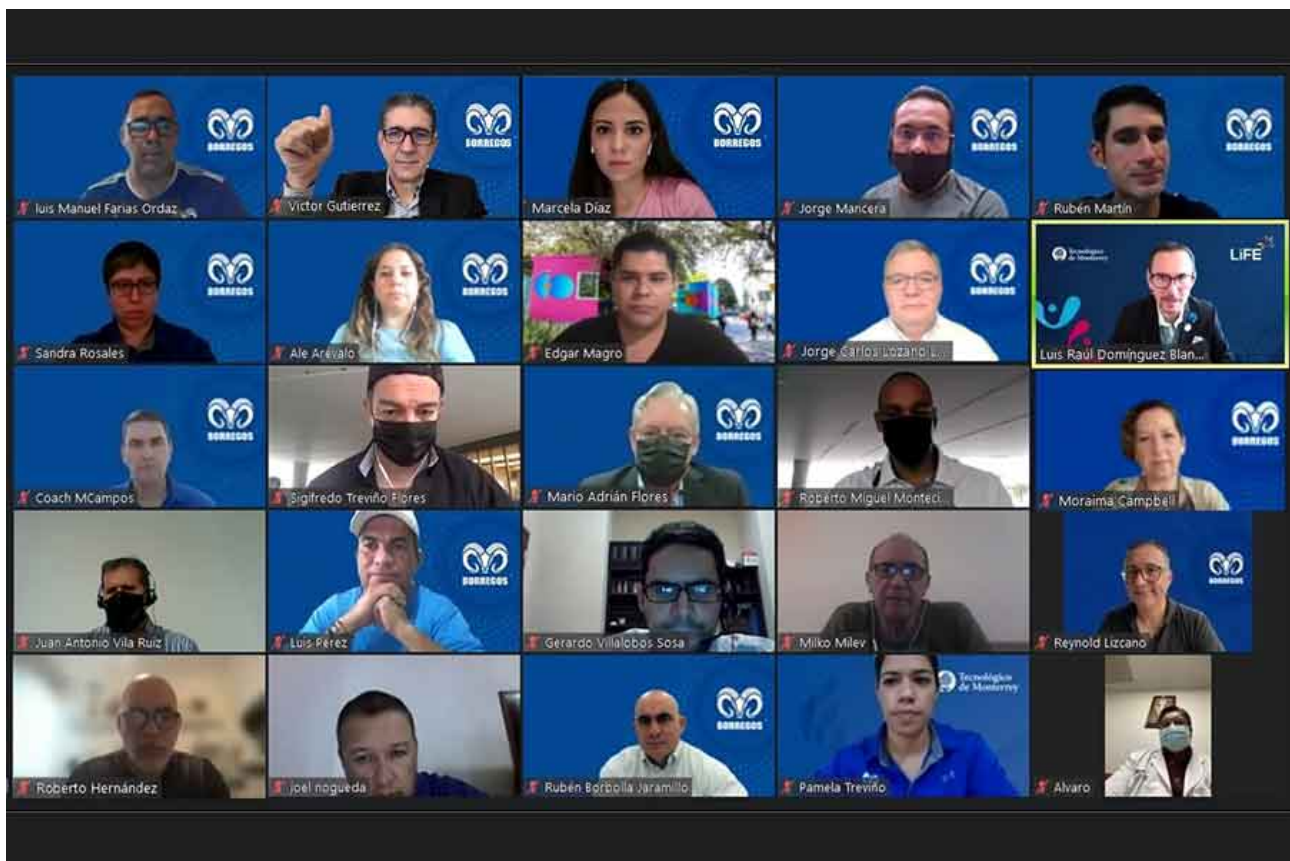 BORREGOS
BORREGOS
BORREGOS
BORREGOS
BORREGOS
luis Manuel Farias Ordaz
Victor Gutierrez
Marcela Díaz
Jorge Mancera
Rubén Martín
BORREGOS
BORREGOS
BORREGOS
Tecnológico
de Monterrey
LiFE
Sandra Rosales
Ale Arévalo
Edgar Magro
Jorge Carlos Lozano L...
Luis Raúl Domínguez Blan...
BORREGOS
BORREGOS
BORREGOS
Coach MCampos
Sigifredo Treviño Flores
Mario Adrián Flores
Roberto Miguel Monteci...
Moraima Campbell
BORREGOS
BORREGOS
Juan Antonio Vila Ruiz
Luis Pérez
Gerardo Villalobos Sosa
Milko Milev
Reynold Lizcano
BORREGOS
Tecnológico
de Monterrey
Roberto Hernández
joel nogueda
Rubén Borbolla Jaramillo
Pamela Treviño
Alvaro